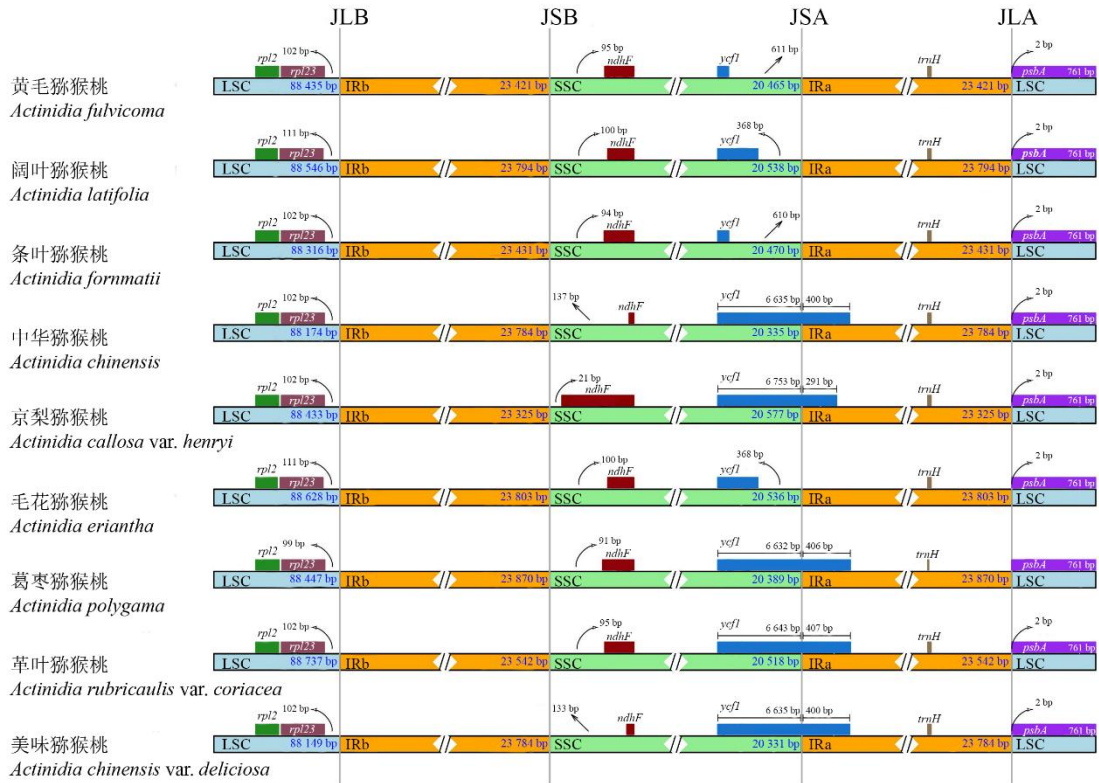 JLB JSB JSA JLA
102 bp 95 bp 611 bp 2 bp
rpl2 rpl23 ndhF ycf1 trnH psbA 761 bp
黄毛猕猴桃 LSC 88 435 bp IRb 23 421 bp SSC 20 465 bp IRa 23 421 bp LSC
Actinidia fulvicoma
111 bp 100 bp 368 bp 2 bp
rpl2 rpl23 ndhF ycf1 trnH psbA 761 bp
阔叶猕猴桃 LSC 88 546 bp IRb 23 794 bp SSC 20 538 bp IRa 23 794 bp LSC
Actinidia latifolia
102 bp 94 bp 610 bp 2 bp
rpl2 rpl23 ndhF ycf1 trnH psbA 761 bp
条叶猕猴桃 LSC 88 316 bp IRb 23 431 bp SSC 20 470 bp IRa 23 431 bp LSC
Actinidia fornmatii
102 bp 137 bp 6 635 bp 400 bp 2 bp
rpl2 rpl23 ndhF ycf1 trnH psbA 761 bp
中华猕猴桃 LSC 88 174 bp IRb 23 784 bp SSC 20 335 bp IRa 23 784 bp LSC
Actinidia chinensis
102 bp 21 bp 6 753 bp 291 bp 2 bp
rpl2 rpl23 ndhF ycf1 trnH psbA 761 bp
京梨猕猴桃 LSC 88 433 bp IRb 23 325 bp SSC 20 577 bp IRa 23 325 bp LSC
Actinidia callosa var. henryi
111 bp 100 bp 368 bp 2 bp
rpl2 rpl23 ndhF ycf1 trnH psbA 761 bp
毛花猕猴桃 LSC 88 628 bp IRb 23 803 bp SSC 20 536 bp IRa 23 803 bp LSC
Actinidia eriantha
99 bp 91 bp 6 632 bp 406 bp
rpl2 rpl23 ndhF ycf1 trnH psbA 761 bp
葛枣猕猴桃 LSC 88 447 bp IRb 23 870 bp SSC 20 389 bp IRa 23 870 bp LSC
Actinidia polygama
102 bp 95 bp 6 643 bp 407 bp 2 bp
rpl2 rpl23 ndhF ycf1 trnH psbA 761 bp
革叶猕猴桃 LSC 88 737 bp IRb 23 542 bp SSC 20 518 bp IRa 23 542 bp LSC
Actinidia rubricaulis var. coriacea
102 bp 133 bp 6 635 bp 400 bp 2 bp
rpl2 rpl23 ndhF ycf1 trnH psbA 761 bp
美味猕猴桃 LSC 88 149 bp IRb 23 784 bp SSC 20 331 bp IRa 23 784 bp LSC
Actinidia chinensis var. deliciosa